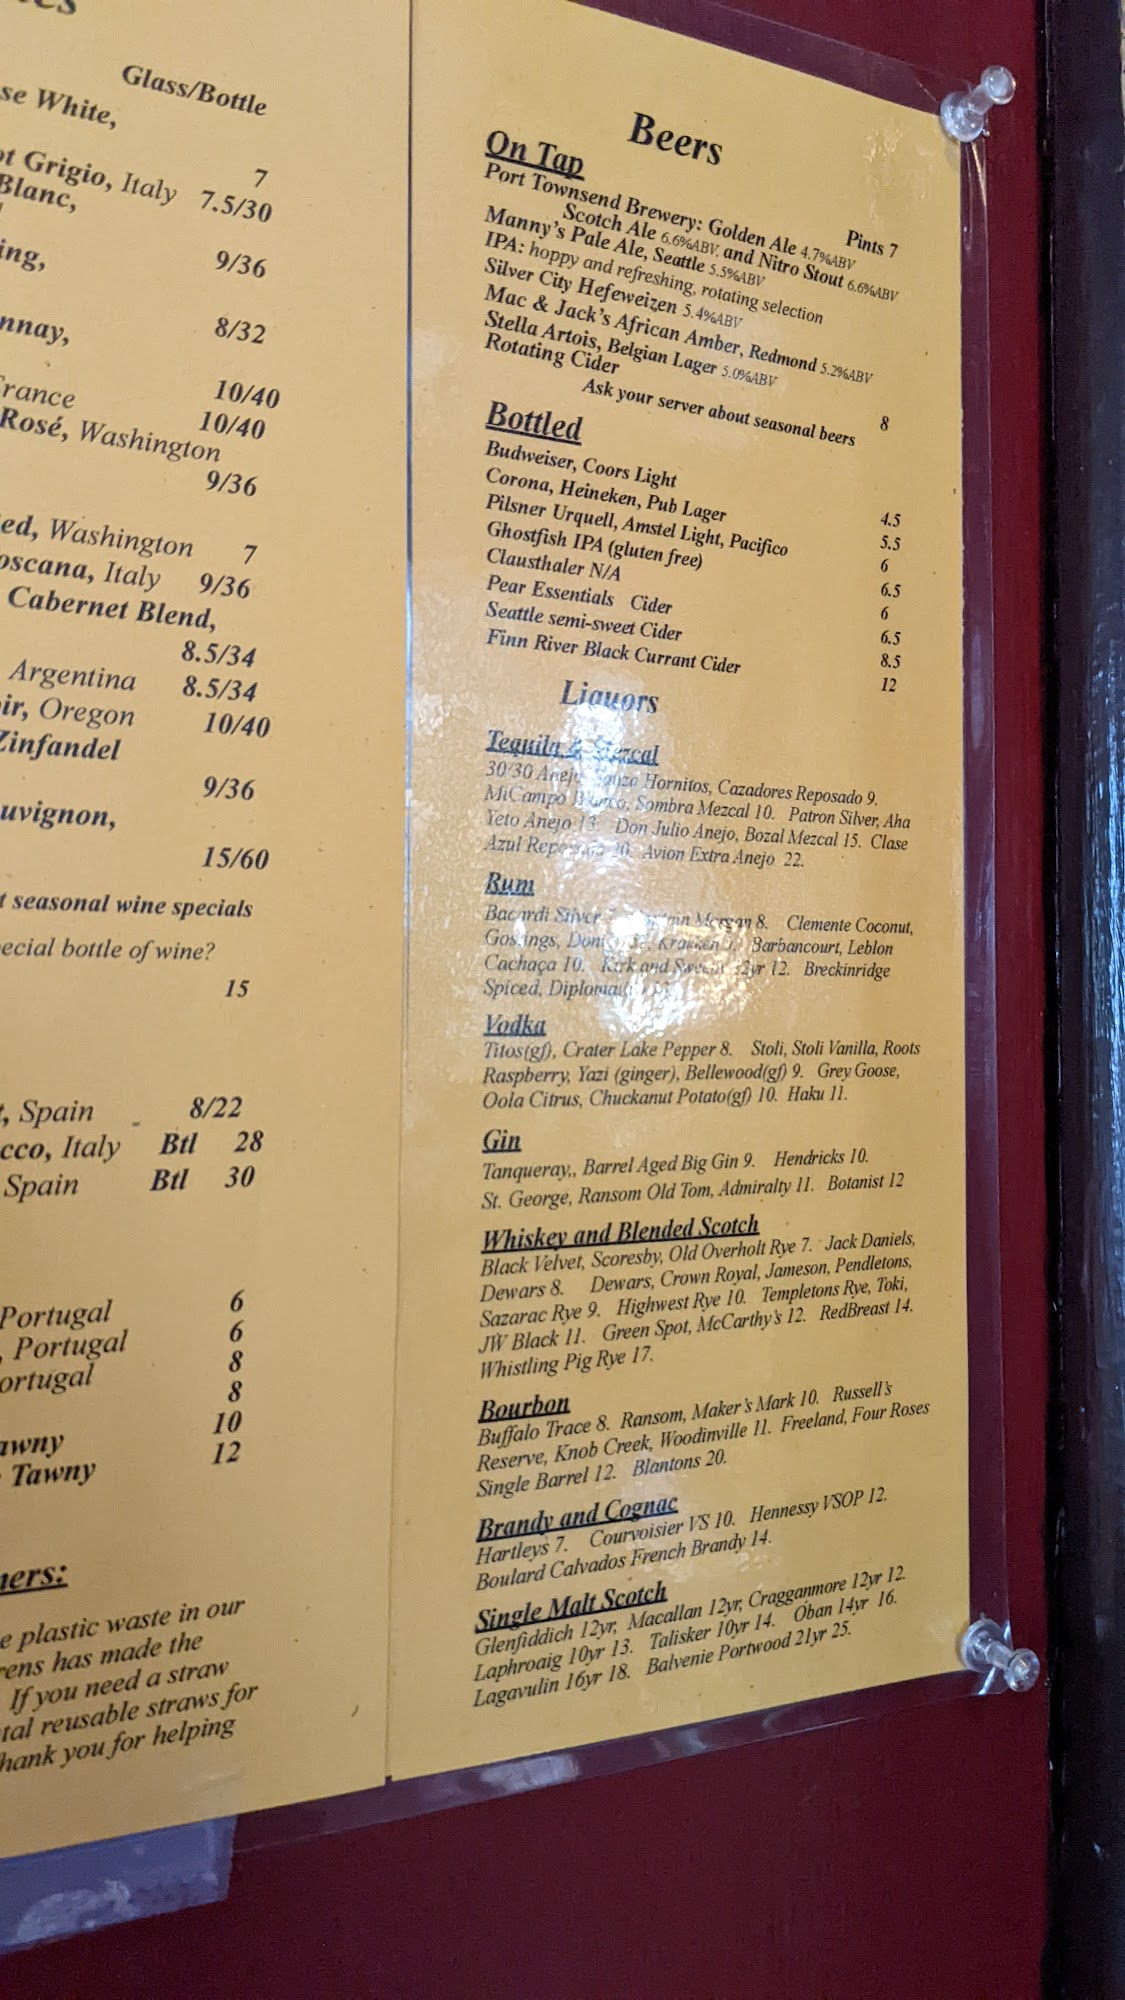 Glass/Bottle
se White,
7
ot Grigio, Italy 7.5/30
Blanc,
9/36
ing,
8/32
nnay,
10/40
France 10/40
Rosé, Washington
9/36
ed, Washington 7
oscana, Italy 9/36
Cabernet Blend,
8.5/34
Argentina 8.5/34
ir, Oregon 10/40
Zinfandel
9/36
uvignon,
15/60
t seasonal wine specials
pecial bottle of wine?
15
t, Spain 8/22
cco, Italy Btl 28
Spain Btl 30
Portugal 6
, Portugal 6
ortugal 8
8
awny 10
Tawny 12
ners:
e plastic waste in our
rens has made the
If you need a straw
tal reusable straws for
hank you for helping
Beers
On Tap
Pints 7
Port Townsend Brewery: Golden Ale 4.7%ABV
Scotch Ale 6.6%ABV, and Nitro Stout 6.6%ABV
Manny's Pale Ale, Seattle 5.5%ABV
IPA: hoppy and refreshing, rotating selection
Silver City Hefeweizen 5.4%ABV
Mac & Jack's African Amber, Redmond 5.2%ABV
Stella Artois, Belgian Lager 5.0%ABV
Rotating Cider 8
Ask your server about seasonal beers
Bottled
Budweiser, Coors Light 4.5
Corona, Heineken, Pub Lager 5.5
Pilsner Urquell, Amstel Light, Pacifico 6
Ghostfish IPA (gluten free) 6.5
Clausthaler N/A 6
Pear Essentials Cider 6.5
Seattle semi-sweet Cider 8.5
Finn River Black Currant Cider 12
Liquors
Tequila & Mezcal
30/30 Anejo, Sauza Hornitos, Cazadores Reposado 9.
MiCampo Blanco, Sombra Mezcal 10. Patron Silver, Aha
Yeto Anejo 13. Don Julio Anejo, Bozal Mezcal 15. Clase
Azul Reposado 20. Avion Extra Anejo 22.
Rum
Bacardi Silver Captain Morgan 8. Clemente Coconut,
Goslings, Kraken Barbancourt, Leblon
Cachaça 10. Kirk and Sweeney 12yr 12. Breckinridge
Spiced,
Vodka
Titos(gf), Crater Lake Pepper 8. Stoli, Stoli Vanilla, Roots
Raspberry, Yazi (ginger), Bellewood(gf) 9. Grey Goose,
Oola Citrus, Chuckanut Potato(gf) 10. Haku 11.
Gin
Tanqueray,, Barrel Aged Big Gin 9. Hendricks 10.
St. George, Ransom Old Tom, Admiralty 11. Botanist 12
Whiskey and Blended Scotch
Black Velvet, Scoresby, Old Overholt Rye 7. Jack Daniels,
Dewars 8. Dewars, Crown Royal, Jameson, Pendletons,
Sazarac Rye 9. Highwest Rye 10. Templetons Rye, Toki,
JW Black 11. Green Spot, McCarthy's 12. RedBreast 14.
Whistling Pig Rye 17.
Bourbon
Buffalo Trace 8. Ransom, Maker's Mark 10. Russell's
Reserve, Knob Creek, Woodinville 11. Freeland, Four Roses
Single Barrel 12. Blantons 20.
Brandy and Cognac
Hartleys 7. Courvoisier VS 10. Hennessy VSOP 12.
Boulard Calvados French Brandy 14.
Single Malt Scotch
Glenfiddich 12yr, Macallan 12yr, Cragganmore 12yr 12.
Laphroaig 10yr 13. Talisker 10yr 14. Oban 14yr 16.
Lagavulin 16yr 18. Balvenie Portwood 21yr 25.